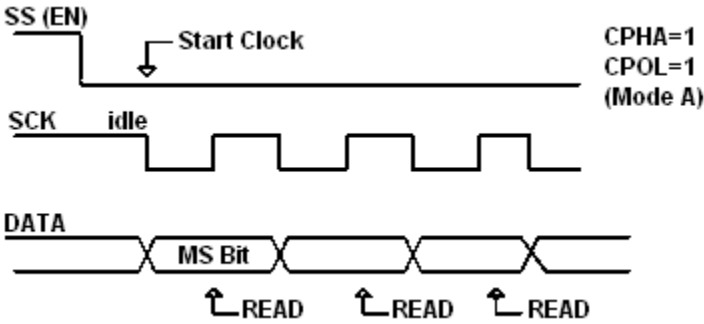 SS (EN)
Start Clock
CPHA=1
CPOL=1
(Mode A)
SCK idle
DATA
MS Bit
READ READ READ